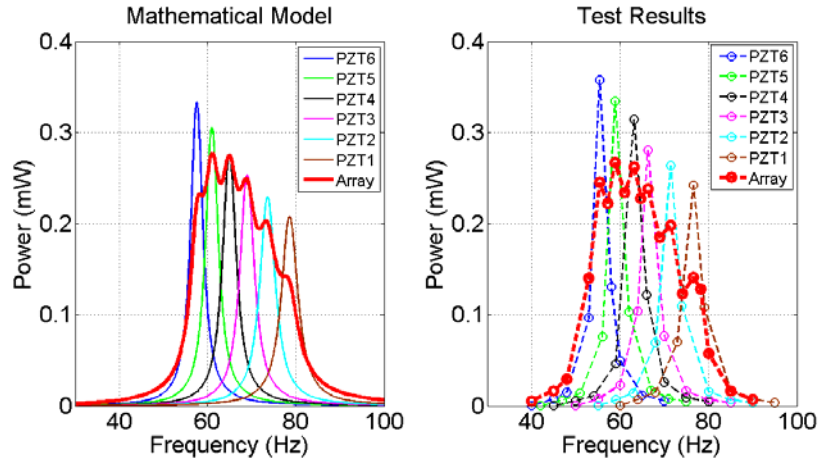 Mathematical Model
0.4
0.3
0.2
0.1
0
Power (mW)
40
60
80
100
Frequency (Hz)
PZT6
PZT5
PZT4
PZT3
PZT2
PZT1
Array
Test Results
0.4
0.3
0.2
0.1
0
Power (mW)
40
60
80
100
Frequency (Hz)
PZT6
PZT5
PZT4
PZT3
PZT2
PZT1
Array